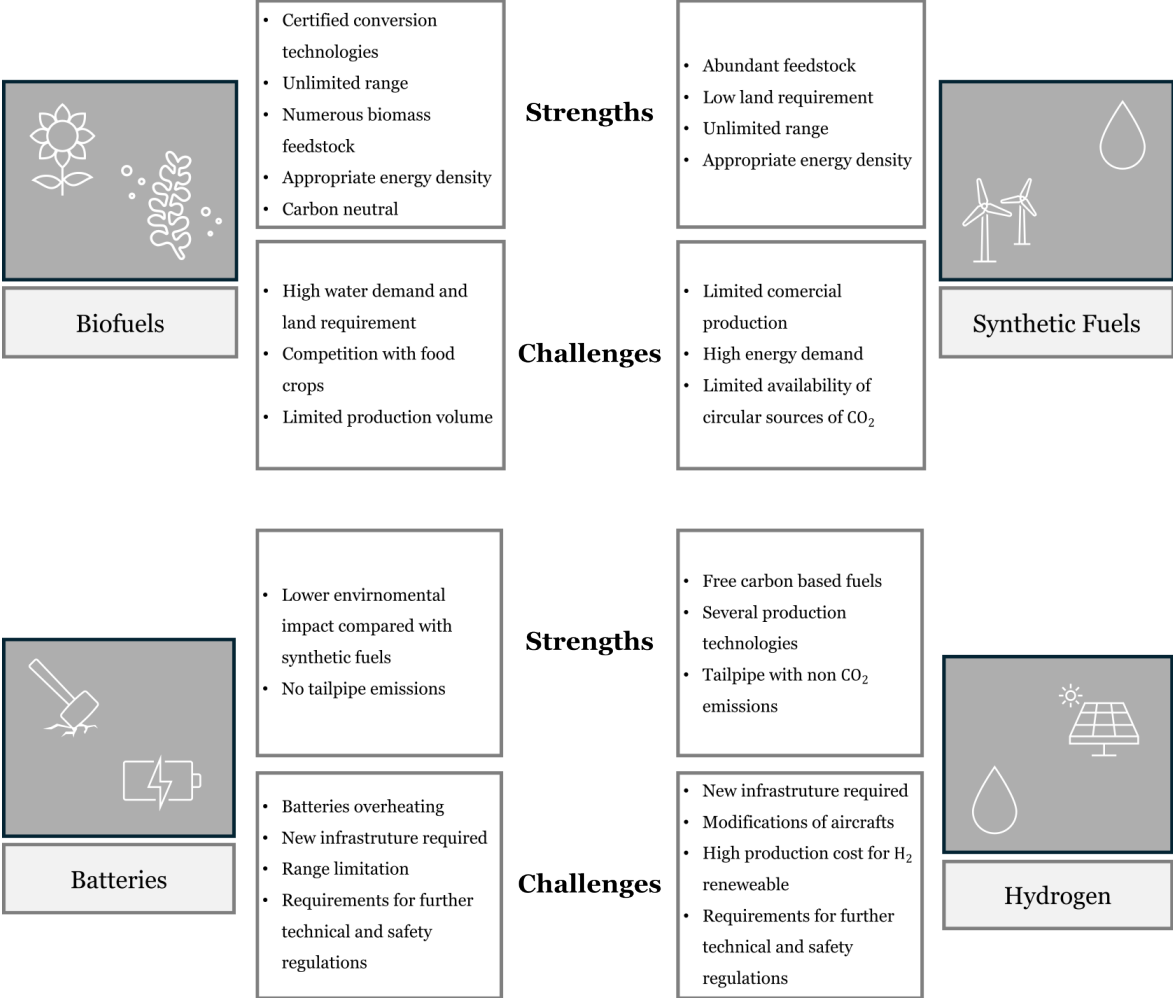 • Certified conversion
technologies
• Unlimited range
• Numerous biomass
feedstock
• Appropriate energy density
• Carbon neutral
Strengths
• Abundant feedstock
• Low land requirement
• Unlimited range
• Appropriate energy density
Biofuels
• High water demand and
land requirement
• Competition with food
crops
• Limited production volume
Challenges
• Limited comercial
production
• High energy demand
• Limited availability of
circular sources of CO₂
Synthetic Fuels
• Lower envirnomental
impact compared with
synthetic fuels
• No tailpipe emissions
Strengths
• Free carbon based fuels
• Several production
technologies
• Tailpipe with non CO₂
emissions
Batteries
• Batteries overheating
• New infrastruture required
• Range limitation
• Requirements for further
technical and safety
regulations
Challenges
• New infrastruture required
• Modifications of aircrafts
• High production cost for H₂
reneweable
• Requirements for further
technical and safety
regulations
Hydrogen